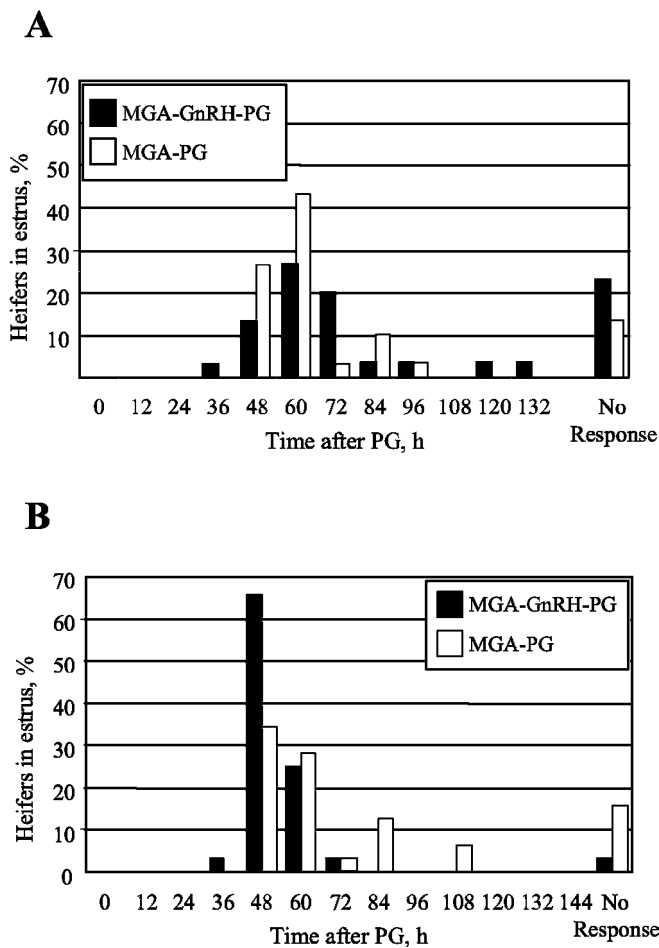 A
70
60
50
40
30
20
10
Heifers in estrus, %
MGA-GnRH-PG
MGA-PG
0 12 24 36 48 60 72 84 96 108 120 132 No
Response
Time after PG, h
B
70
60
50
40
30
20
10
0
Heifers in estrus, %
MGA-GnRH-PG
MGA-PG
0 12 24 36 48 60 72 84 96 108 120 132 144 No
Response
Time after PG, h